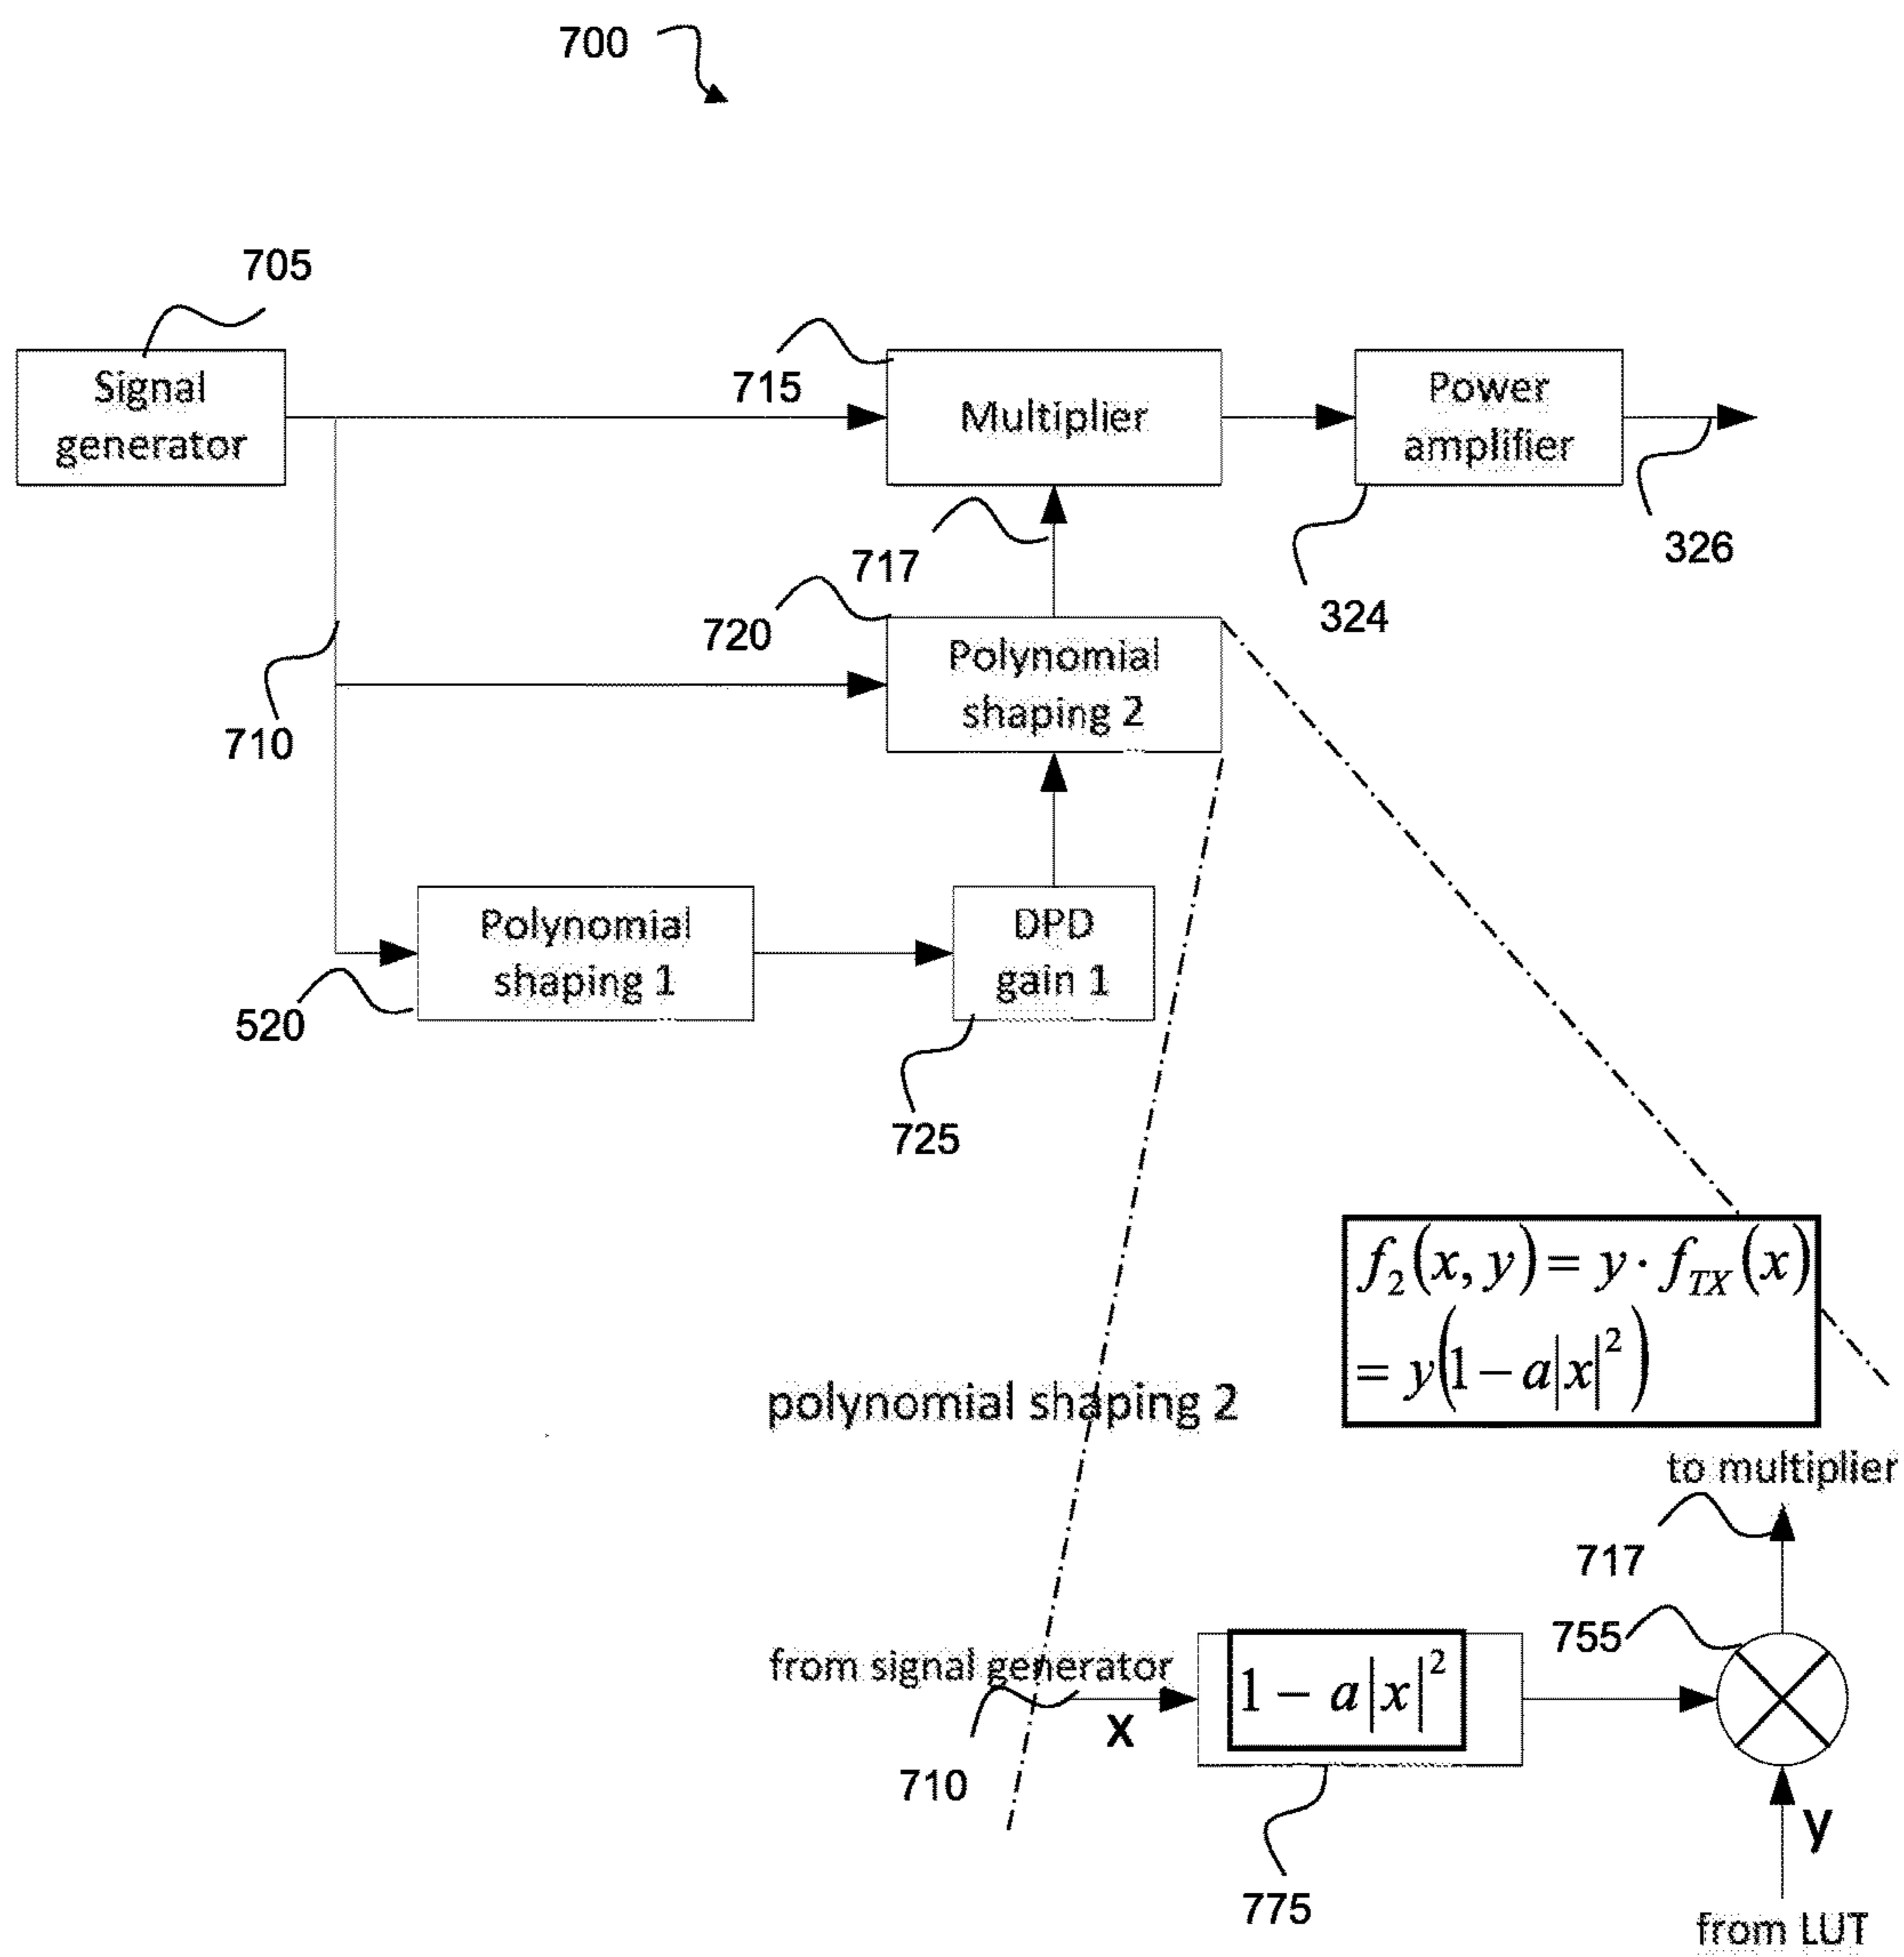 700
705
Signal
generator
715
Multiplier
Power
amplifier
717
326
324
720
Polynomial
shaping 2
710
Polynomial
shaping 1
DPD
gain 1
520
725
f₂(x, y) = y · f_TX(x)
= y(1 − a|x|²)
polynomial shaping 2
to multiplier
717
755
from signal generator
1 − a|x|²
x
710
y
775
from LUT